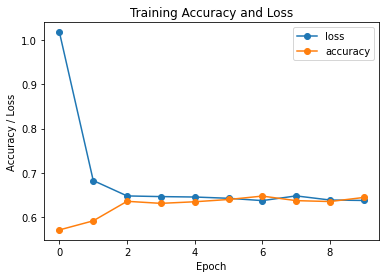 Training Accuracy and Loss
loss
accuracy
1.0
0.9
0.8
0.7
0.6
Accuracy / Loss
0 2 4 6 8
Epoch